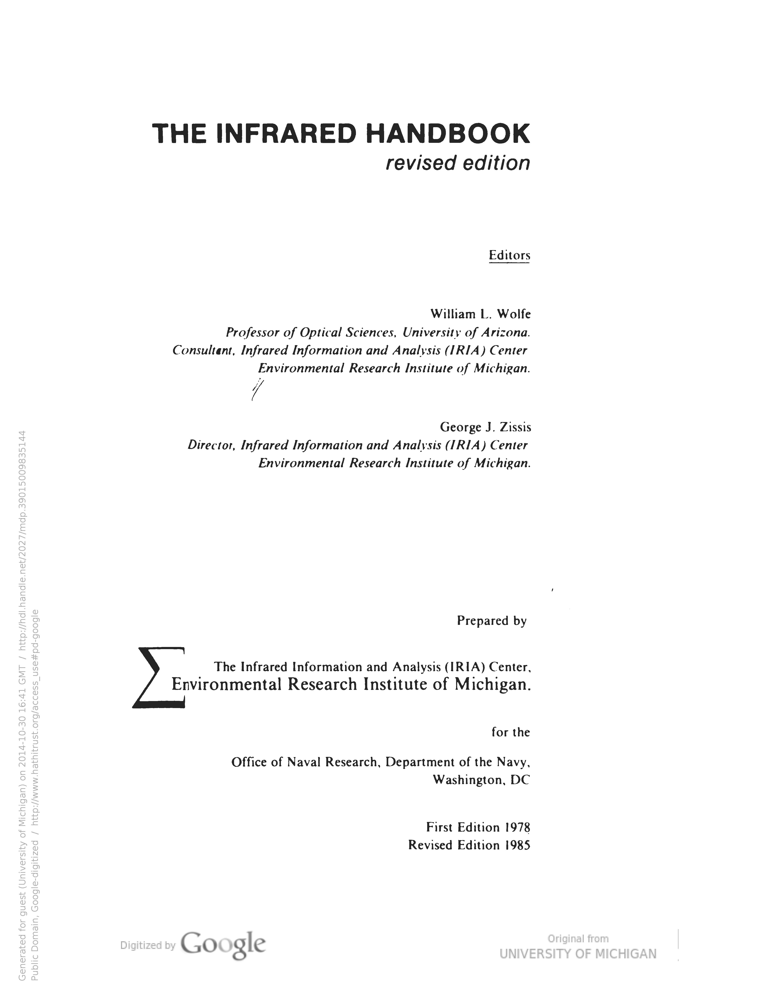 THE INFRARED HANDBOOK
revised edition
Editors
William L. Wolfe
Professor of Optical Sciences, University of Arizona.
Consultant, Infrared Information and Analysis (IRIA) Center
Environmental Research Institute of Michigan.
George J. Zissis
Director, Infrared Information and Analysis (IRIA) Center
Environmental Research Institute of Michigan.
Prepared by
∑
The Infrared Information and Analysis (IRIA) Center,
Environmental Research Institute of Michigan.
for the
Office of Naval Research, Department of the Navy,
Washington, DC
First Edition 1978
Revised Edition 1985
Generated for guest (University of Michigan) on 2014-10-30 16:41 GMT / http://hdl.handle.net/2027/mdp.39015009835144
Public Domain, Google-digitized / http://www.hathitrust.org/access_use#pd-google
Digitized by Google
Original from
UNIVERSITY OF MICHIGAN